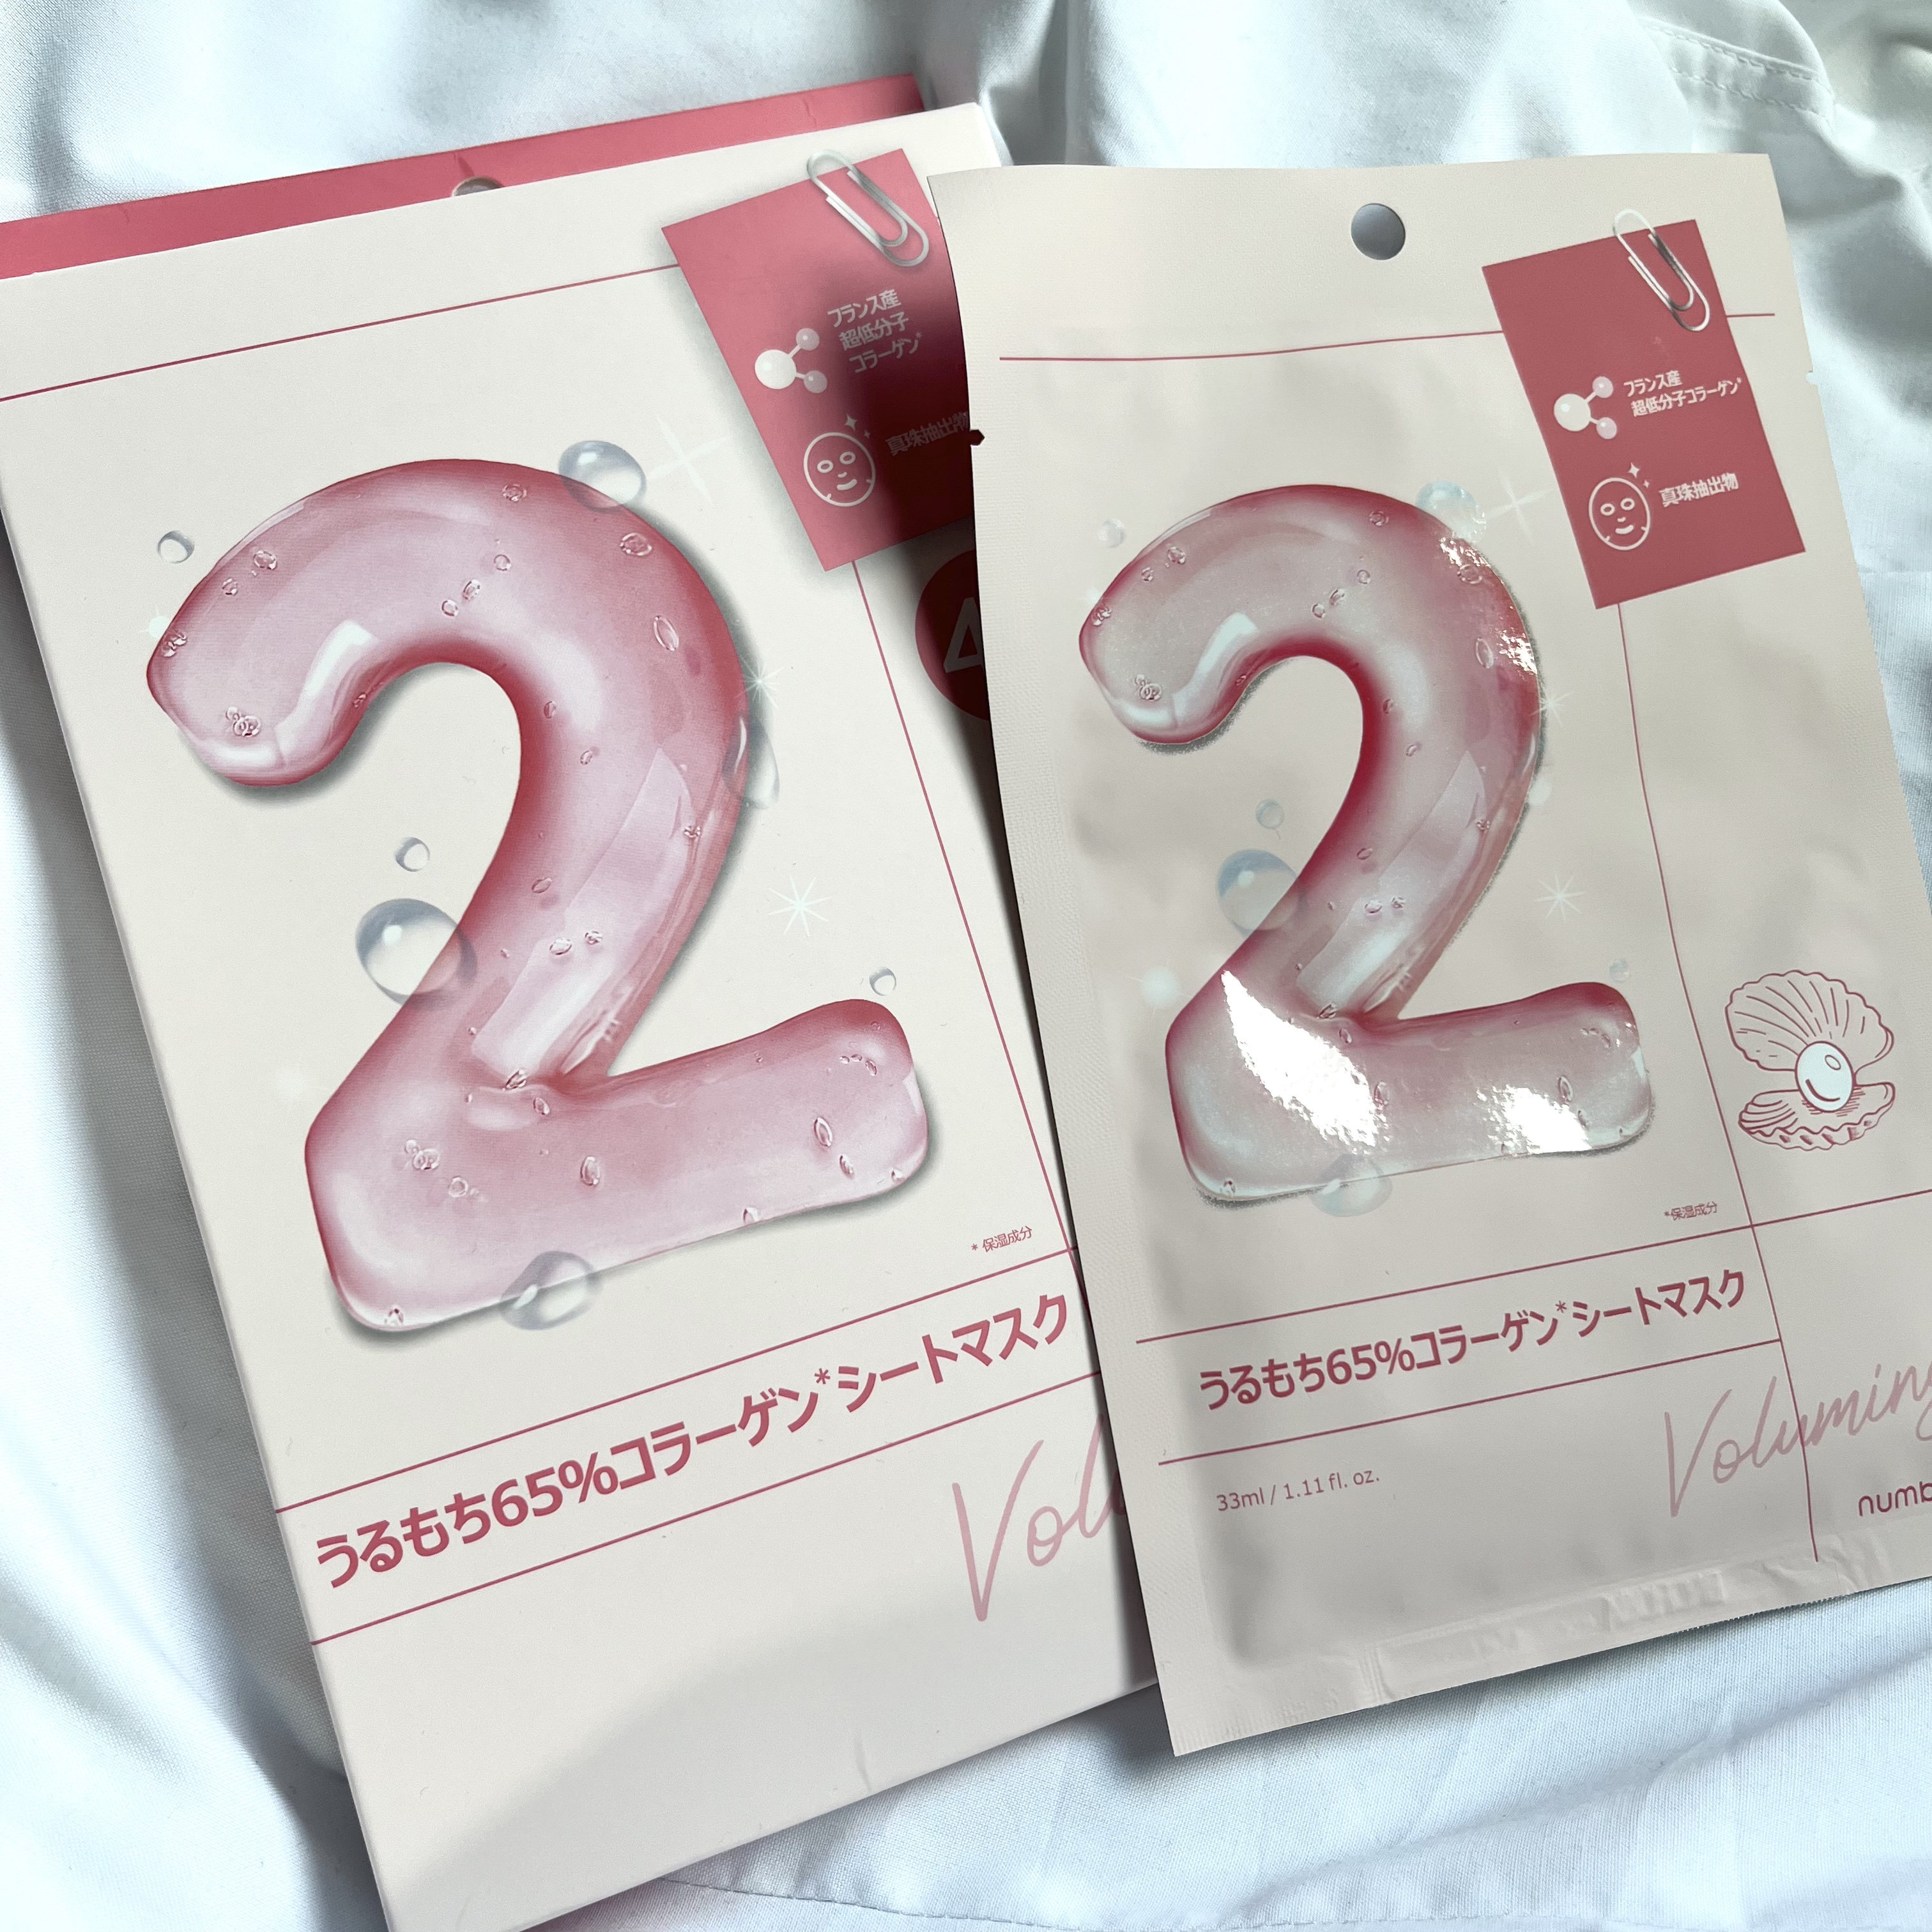 フランス産
超低分子
コラーゲン*
真珠抽出物
2
* 保湿成分
うるもち65%コラーゲン*シートマスク
フランス産
超低分子コラーゲン*
真珠抽出物
2
*保湿成分
うるもち65%コラーゲン*シートマスク
33ml / 1.11 fl. oz.
Voluming